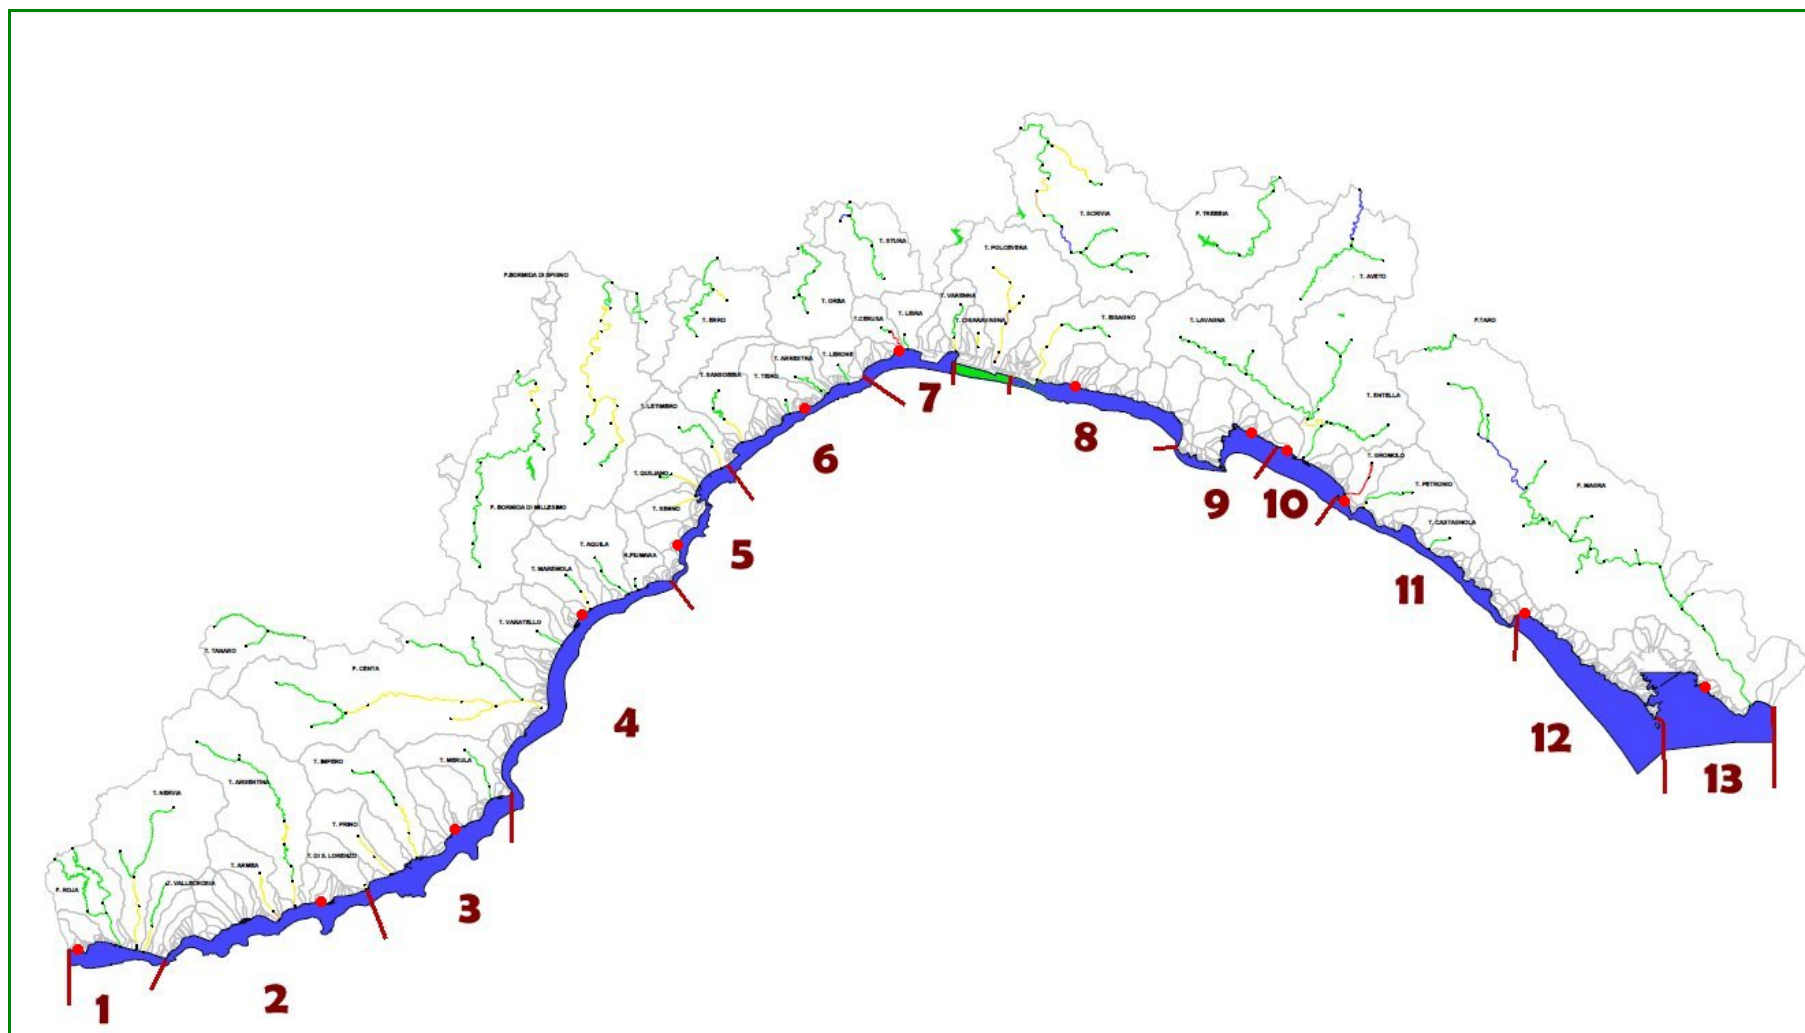 T. SCRIVIA
F. TREBBIA
T. STURA
T. POLCEVERA
F.BORMIDA DI SPIGNO
T. AVETO
T. VARENNA
T. ORBA
T. LEIRA
T. ERRO
T.CERUSA
T. CHIARAVAGNA
T. BISAGNO
T. LAVAGNA
F.TARO
T. ARRESTRA
T. LERONE
T. SANSOBBIA
T. TEIRO
T. ENTELLA
7
T. LETIMBRO
8
T. GROMOLO
6
T. QUILIANO
T. PETRONIO
F. MAGRA
9
10
F. BORMIDA DI MILLESIMO
T. SEGNO
T. CASTAGNOLA
T. AQUILA
R.FIUMARA
5
T. MAREMOLA
11
T. VARATELLO
T. TANARO
F. CENTA
4
12
T. IMPERO
T. MERULA
13
T. NERVIA
T. ARGENTINA
T. PRINO
T. ARMEA
T. DI S. LORENZO
F. ROJA
T. VALLECROSIA
3
2
1